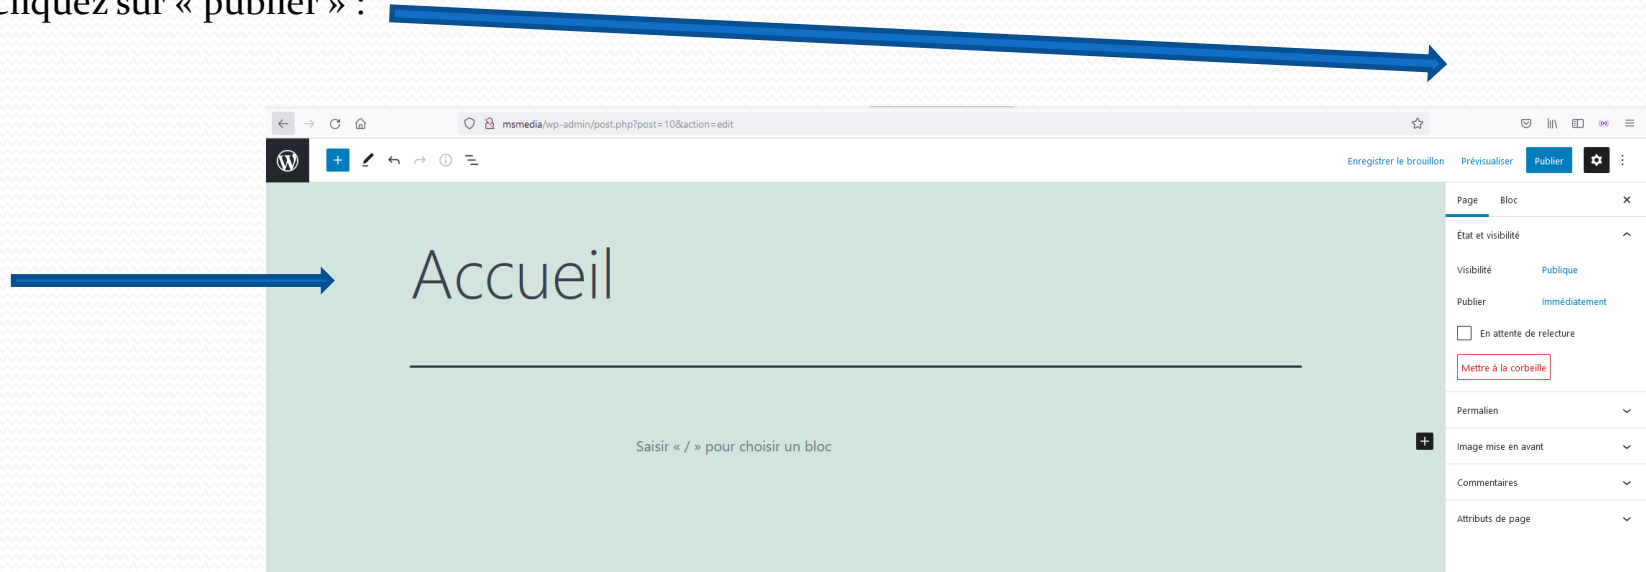 cliquez sur « publier » :
msmedia/wp-admin/post.php?post=10&action=edit
Enregistrer le brouillon Prévisualiser Publier
Page Bloc
Accueil
État et visibilité
Visibilité Publique
Publier Immédiatement
En attente de relecture
Mettre à la corbeille
Permalien
Saisir « / » pour choisir un bloc
Image mise en avant
Commentaires
Attributs de page